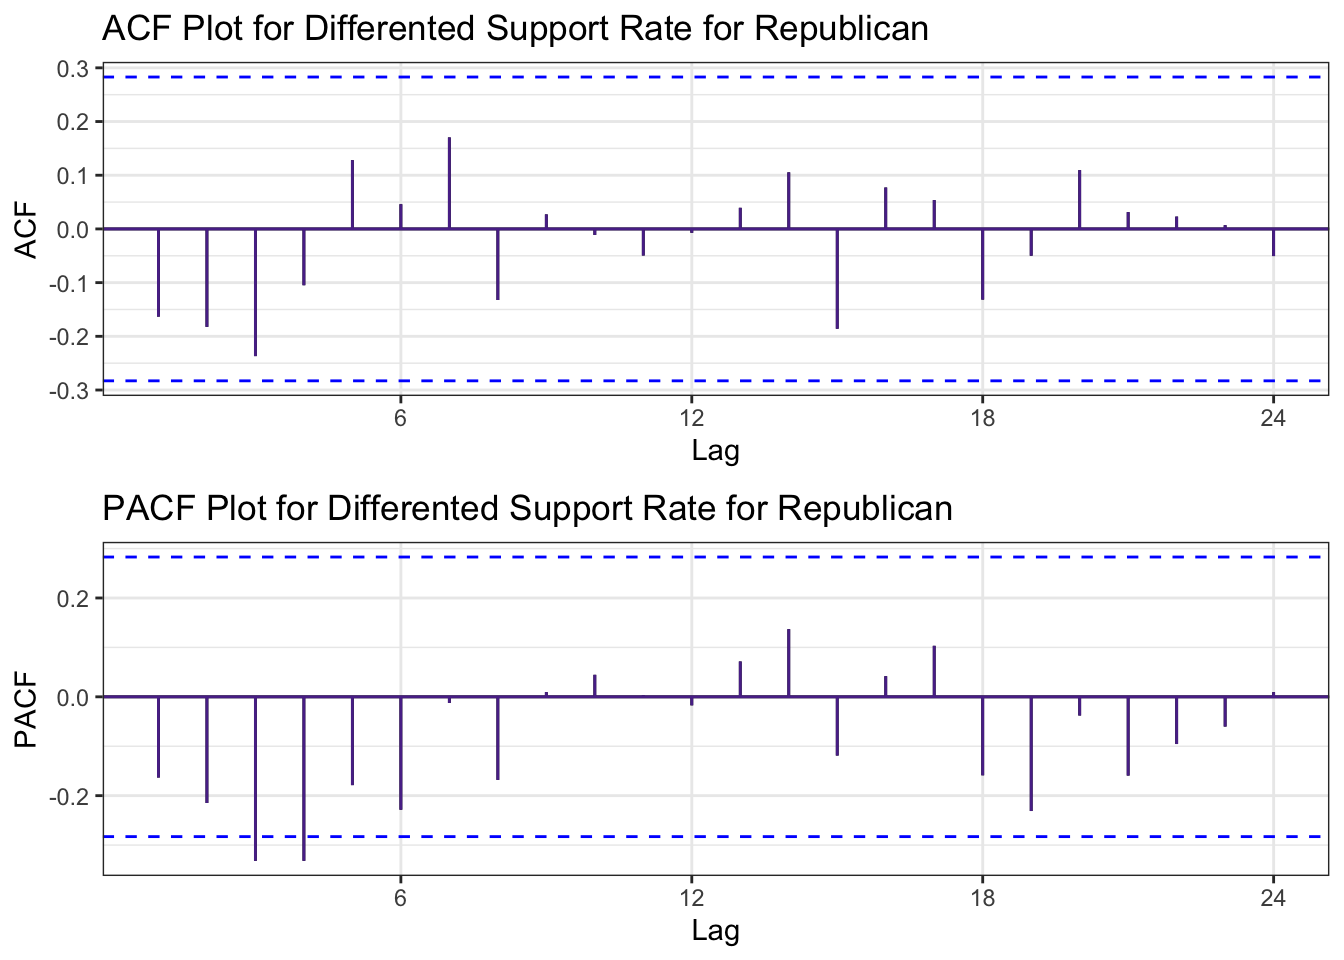 ACF Plot for Differented Support Rate for Republican
0.3
0.2
0.1
0.0
-0.1
-0.2
-0.3
ACF
6 12 18 24
Lag
PACF Plot for Differented Support Rate for Republican
0.2
0.0
-0.2
PACF
6 12 18 24
Lag